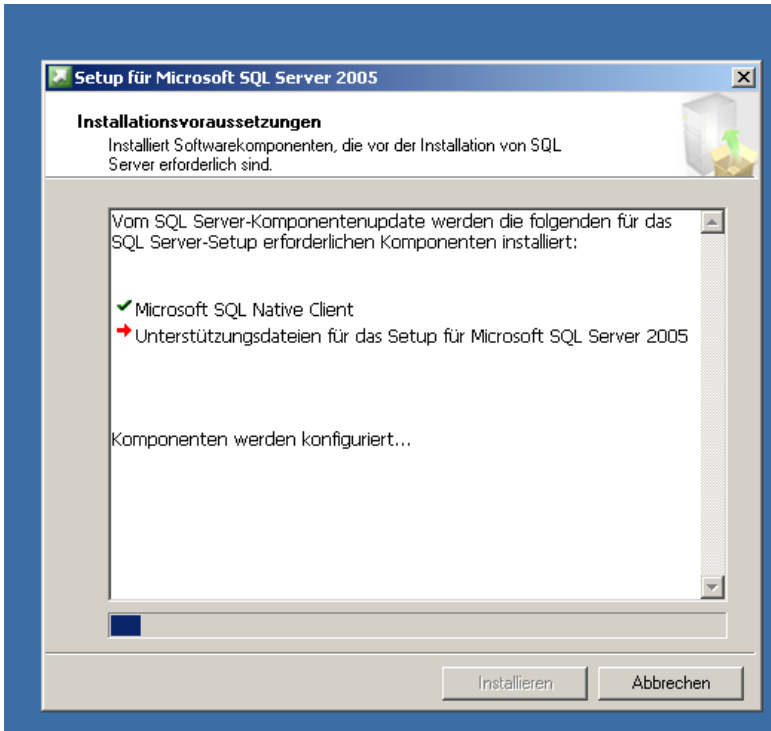 Setup für Microsoft SQL Server 2005
Installationsvoraussetzungen
Installiert Softwarekomponenten, die vor der Installation von SQL
Server erforderlich sind.
Vom SQL Server-Komponentenupdate werden die folgenden für das
SQL Server-Setup erforderlichen Komponenten installiert:
Microsoft SQL Native Client
Unterstützungsdateien für das Setup für Microsoft SQL Server 2005
Komponenten werden konfiguriert...
Installieren
Abbrechen